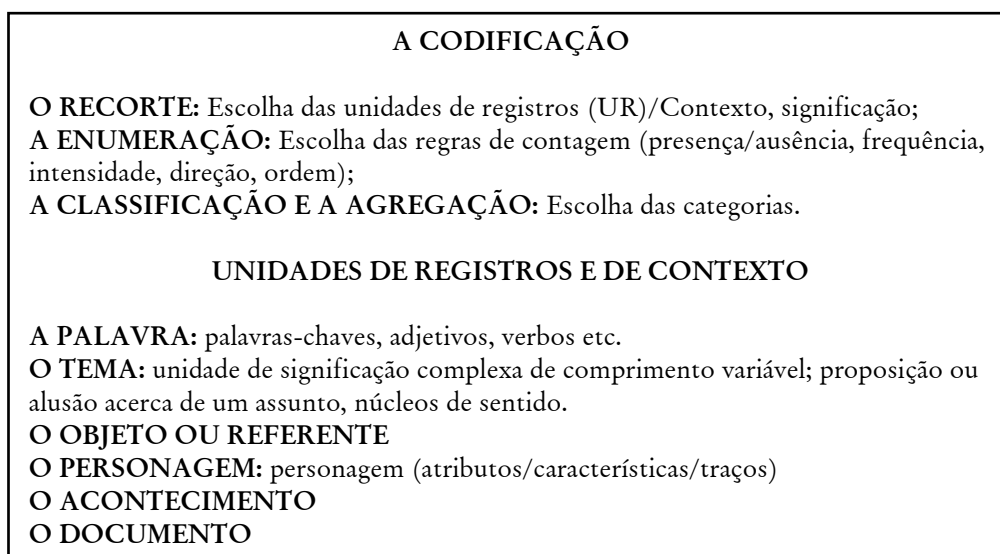 A CODIFICAÇÃO
O RECORTE: Escolha das unidades de registros (UR)/Contexto, significação;
A ENUMERAÇÃO: Escolha das regras de contagem (presença/ausência, frequência,
intensidade, direção, ordem);
A CLASSIFICAÇÃO E A AGREGAÇÃO: Escolha das categorias.
UNIDADES DE REGISTROS E DE CONTEXTO
A PALAVRA: palavras-chaves, adjetivos, verbos etc.
O TEMA: unidade de significação complexa de comprimento variável; proposição ou
alusão acerca de um assunto, núcleos de sentido.
O OBJETO OU REFERENTE
O PERSONAGEM: personagem (atributos/características/traços)
O ACONTECIMENTO
O DOCUMENTO